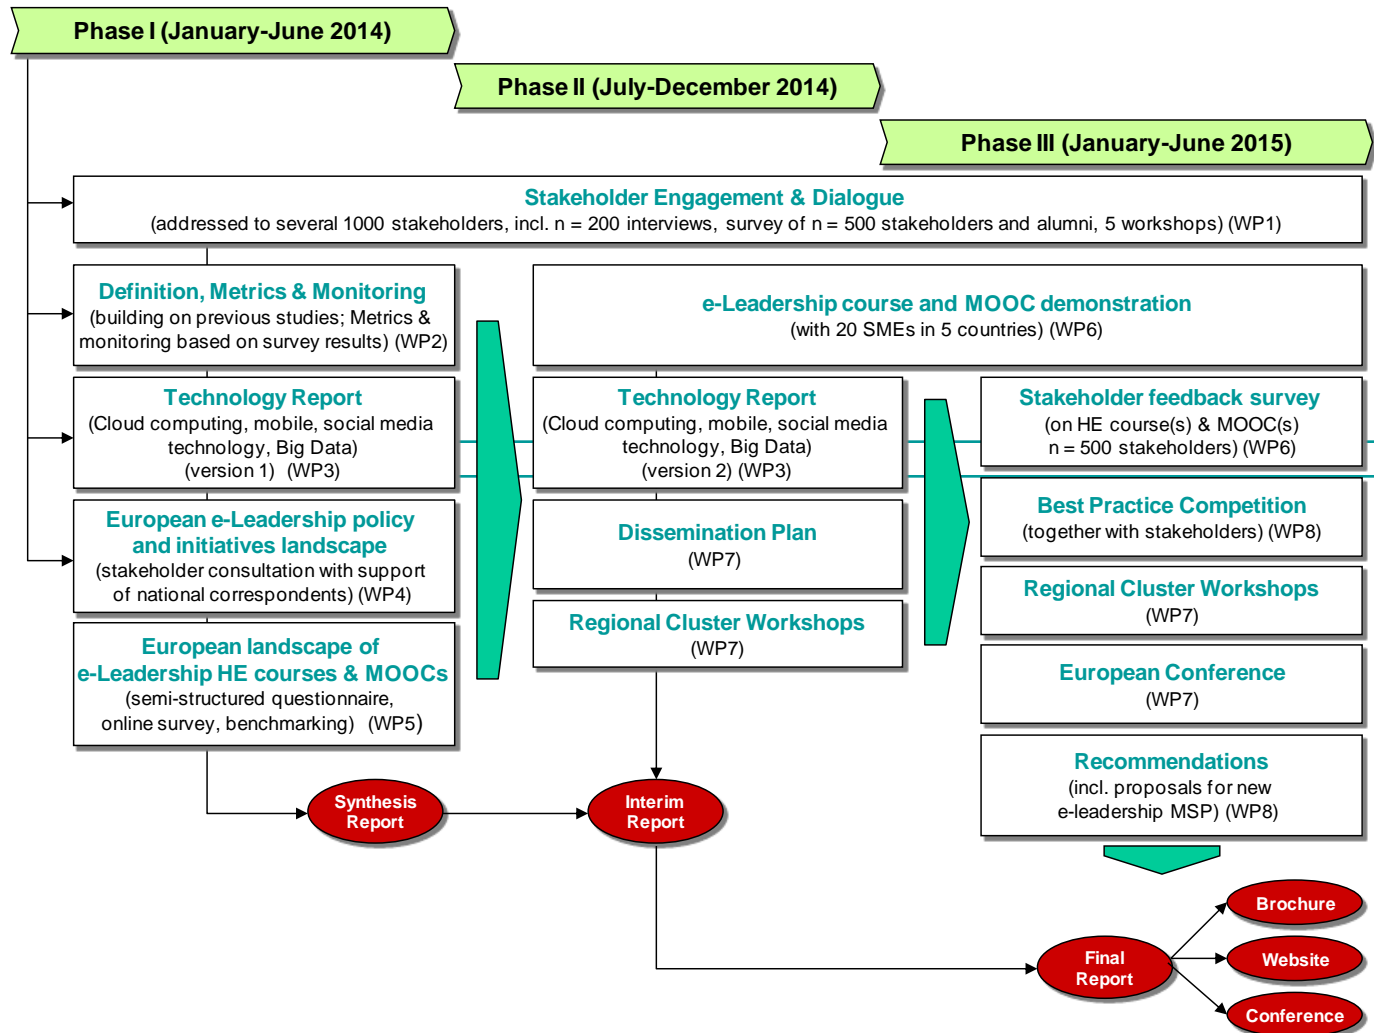 Phase I (January-June 2014)
Phase II (July-December 2014)
Phase III (January-June 2015)
Stakeholder Engagement & Dialogue
(addressed to several 1000 stakeholders, incl. n = 200 interviews, survey of n = 500 stakeholders and alumni, 5 workshops) (WP1)
Definition, Metrics & Monitoring
(building on previous studies; Metrics &
monitoring based on survey results) (WP2)
e-Leadership course and MOOC demonstration
(with 20 SMEs in 5 countries) (WP6)
Technology Report
(Cloud computing, mobile, social media
technology, Big Data)
(version 1) (WP3)
Technology Report
(Cloud computing, mobile, social media
technology, Big Data)
(version 2) (WP3)
Stakeholder feedback survey
(on HE course(s) & MOOC(s)
n = 500 stakeholders) (WP6)
European e-Leadership policy
and initiatives landscape
(stakeholder consultation with support
of national correspondents) (WP4)
Dissemination Plan
(WP7)
Best Practice Competition
(together with stakeholders) (WP8)
European landscape of
e-Leadership HE courses & MOOCs
(semi-structured questionnaire,
online survey, benchmarking) (WP5)
Regional Cluster Workshops
(WP7)
Regional Cluster Workshops
(WP7)
European Conference
(WP7)
Recommendations
(incl. proposals for new
e-leadership MSP) (WP8)
Synthesis
Report
Interim
Report
Final
Report
Brochure
Website
Conference